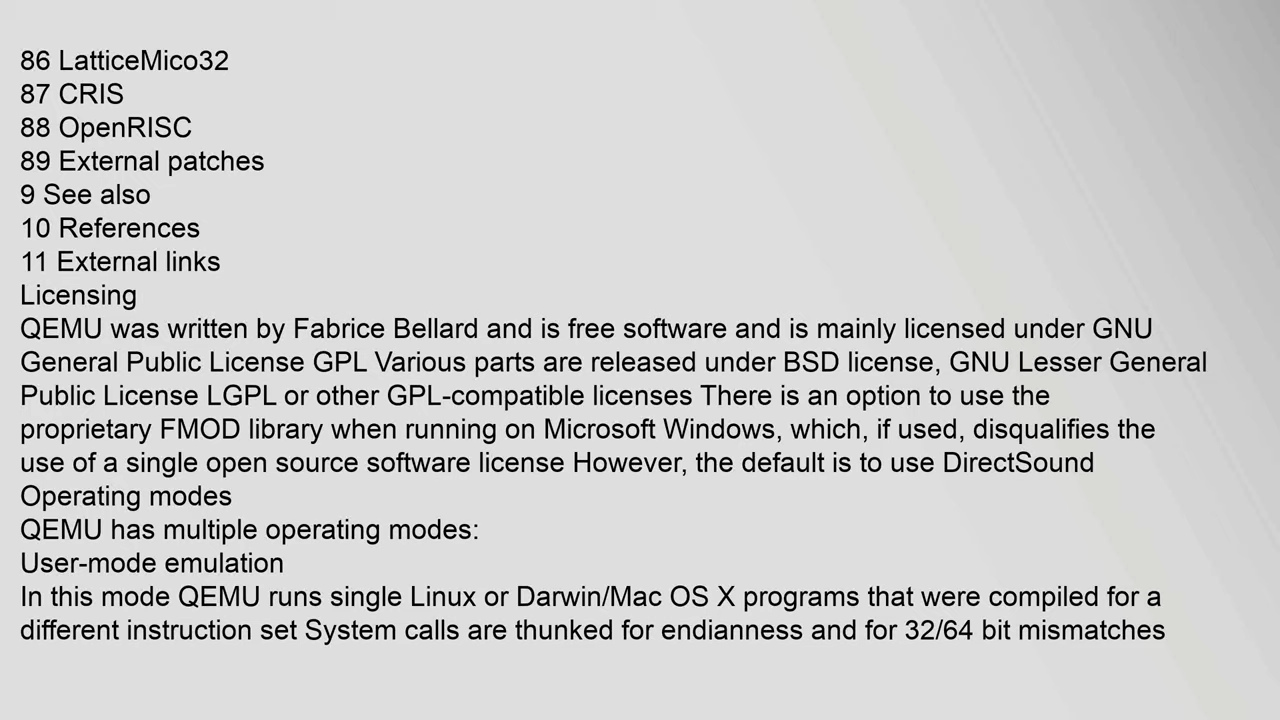 86 LatticeMico32
87 CRIS
88 OpenRISC
89 External patches
9 See also
10 References
11 External links
Licensing
QEMU was written by Fabrice Bellard and is free software and is mainly licensed under GNU
General Public License GPL Various parts are released under BSD license, GNU Lesser General
Public License LGPL or other GPL-compatible licenses There is an option to use the
proprietary FMOD library when running on Microsoft Windows, which, if used, disqualifies the
use of a single open source software license However, the default is to use DirectSound
Operating modes
QEMU has multiple operating modes:
User-mode emulation
In this mode QEMU runs single Linux or Darwin/Mac OS X programs that were compiled for a
different instruction set System calls are thunked for endianness and for 32/64 bit mismatches